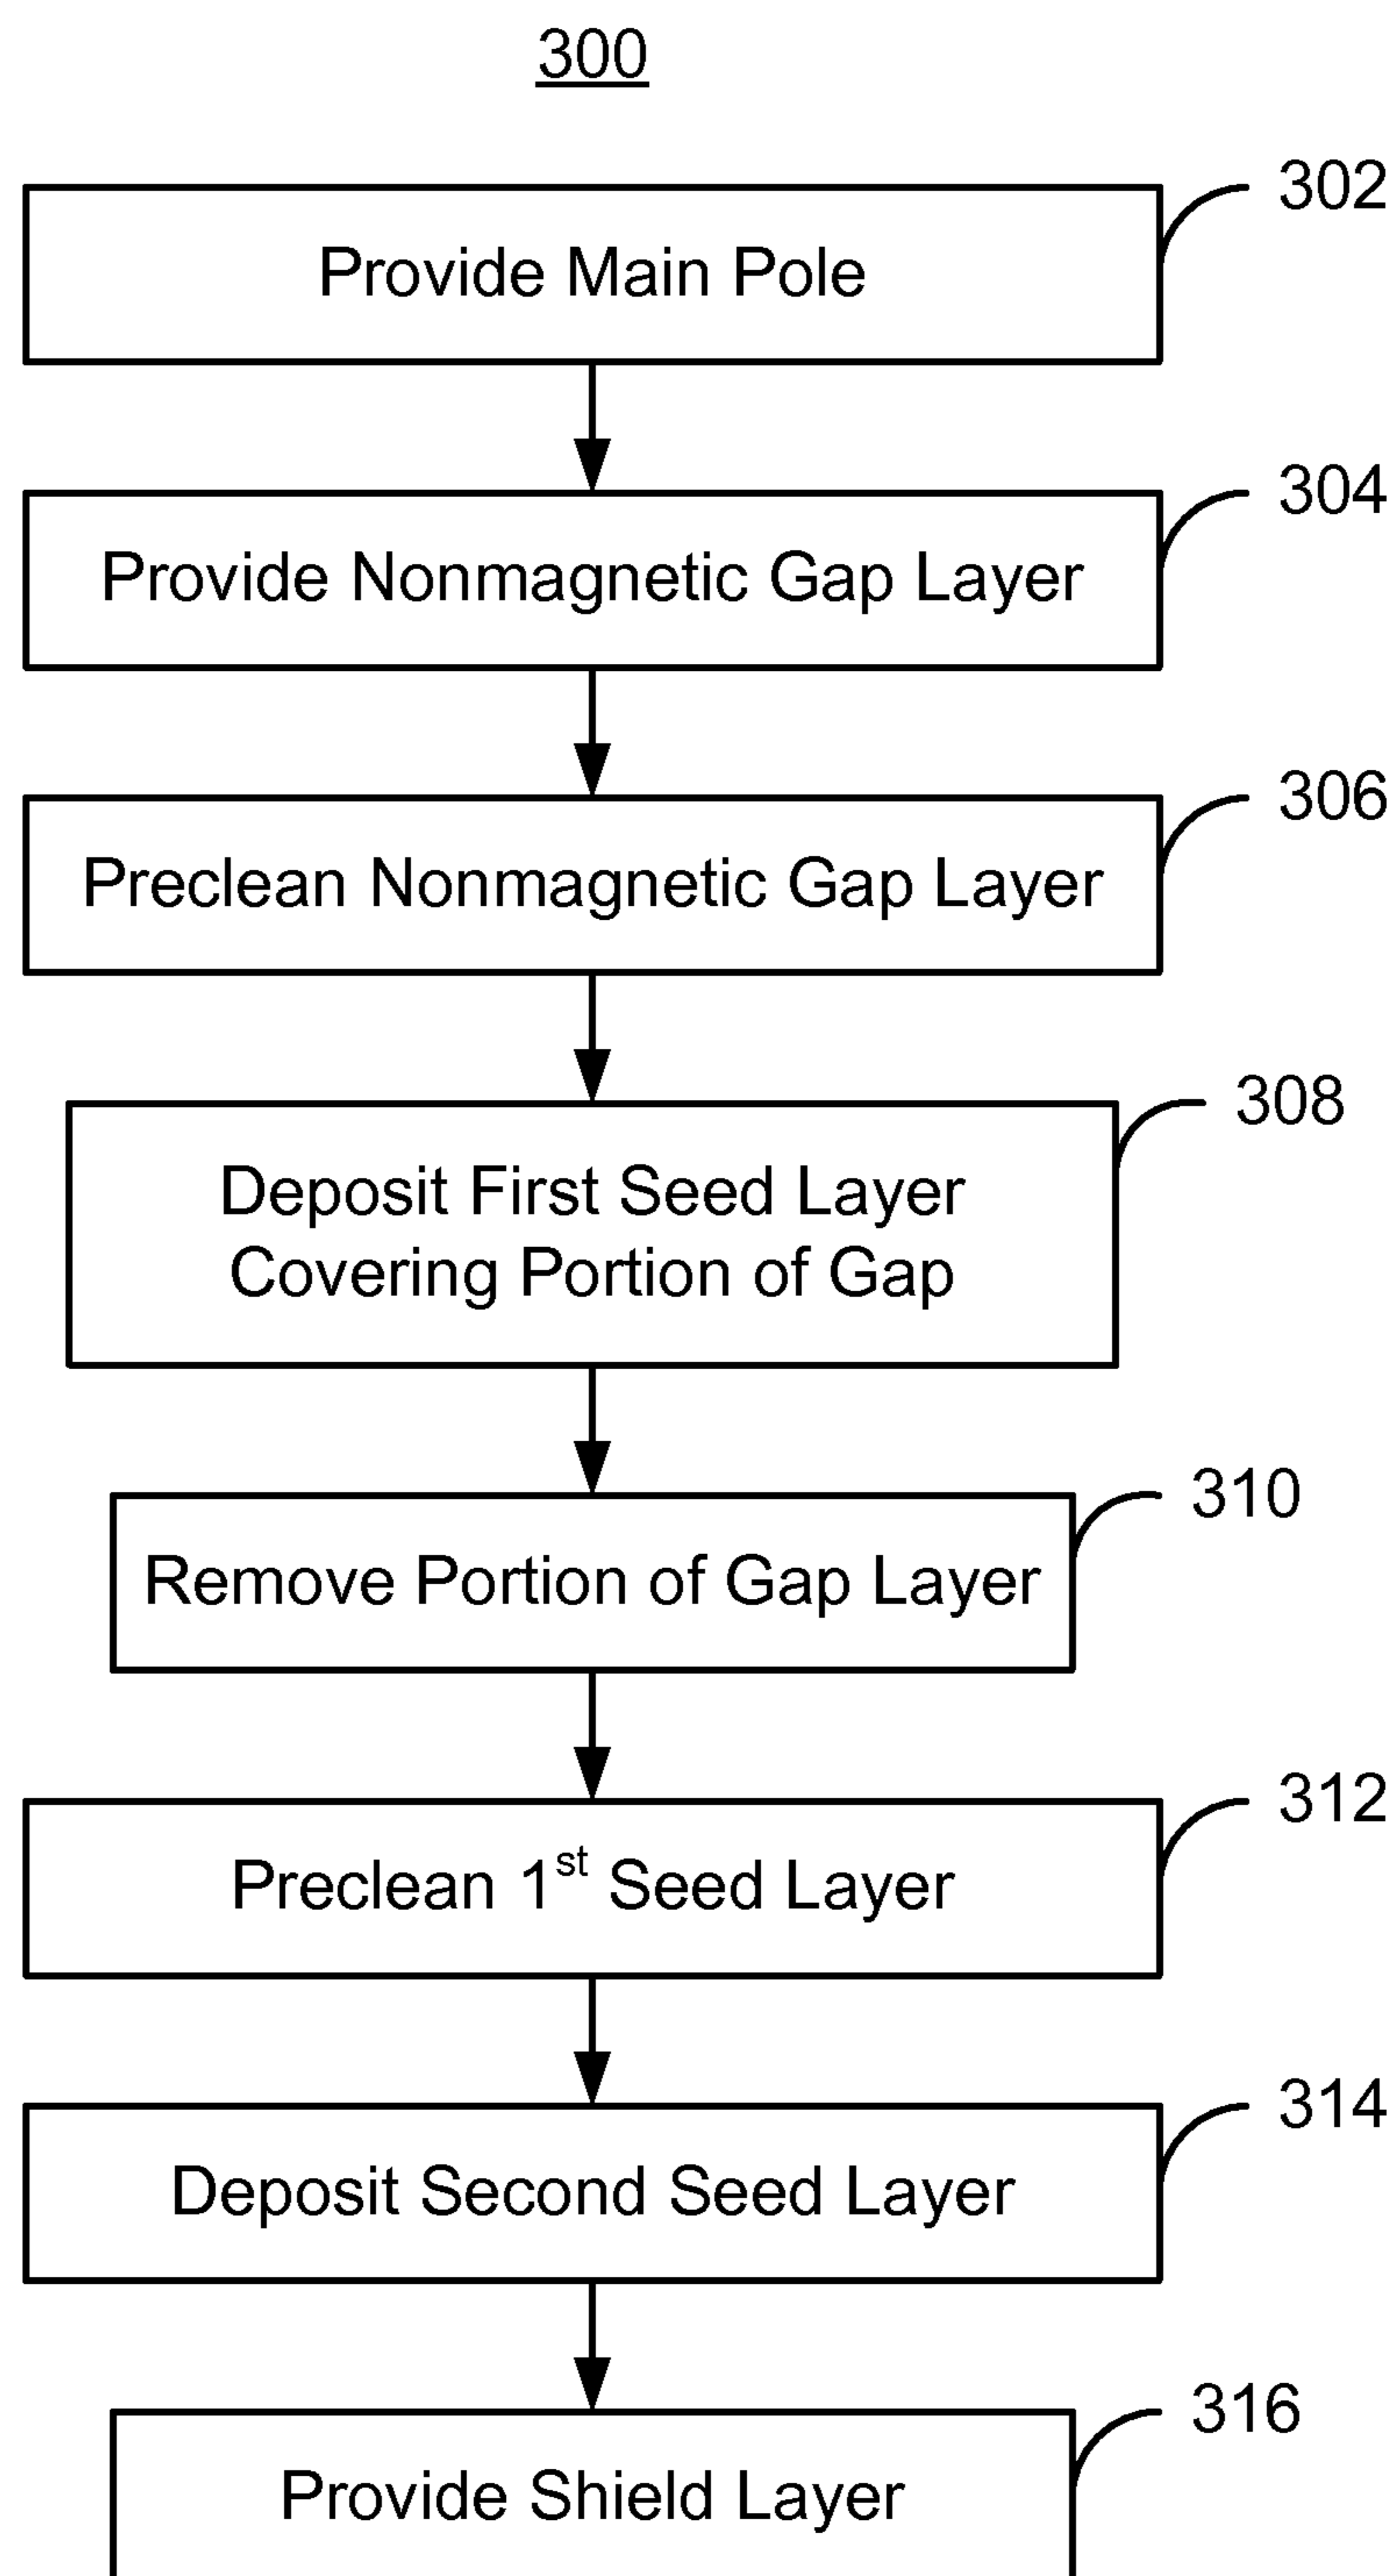 300
302
Provide Main Pole
304
Provide Nonmagnetic Gap Layer
306
Preclean Nonmagnetic Gap Layer
308
Deposit First Seed Layer
Covering Portion of Gap
310
Remove Portion of Gap Layer
312
Preclean 1st Seed Layer
314
Deposit Second Seed Layer
316
Provide Shield Layer